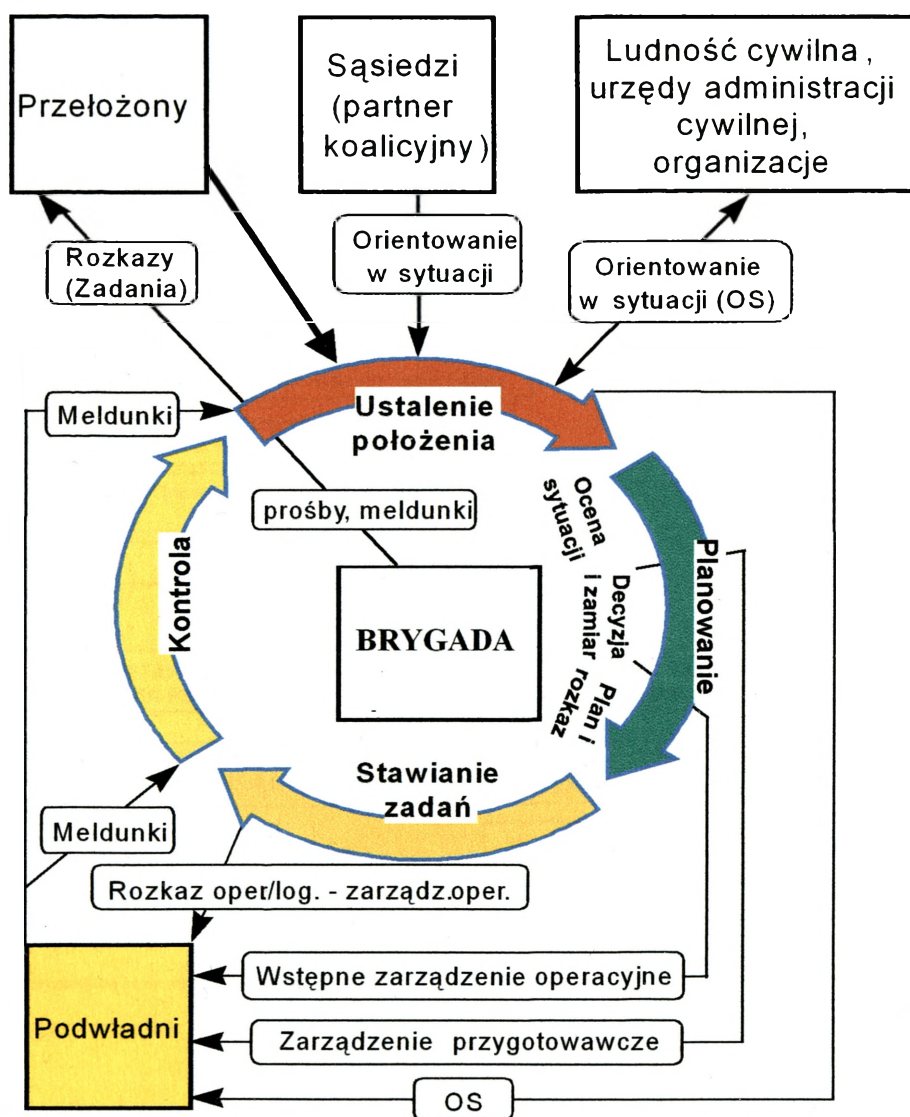 Przełożony
Sąsiedzi
(partner
koalicyjny)
Ludność cywilna ,
urzędy administracji
cywilnej,
organizacje
Rozkazy
(Zadania)
Orientowanie
w sytuacji
Orientowanie
w sytuacji (OS)
Meldunki
Ustalenie
położenia
prośby, meldunki
Ocena
sytuacji
Planowanie
Kontrola
BRYGADA
Decyzja
i zamiar
Plan i
rozkaz
Stawianie
zadań
Meldunki
Rozkaz oper/log. - zarządz.oper.
Wstępne zarządzenie operacyjne
Podwładni
Zarządzenie przygotowawcze
OS